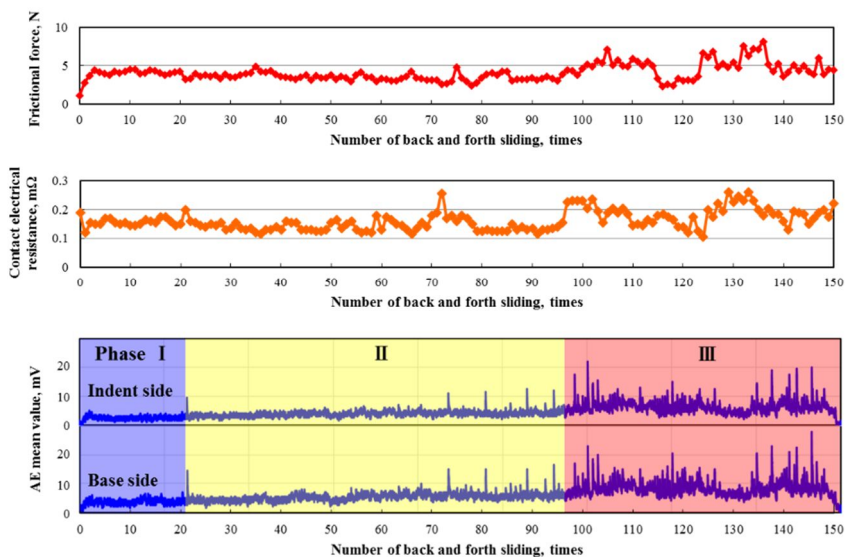 Frictional force, N
10
5
0
0 10 20 30 40 50 60 70 80 90 100 110 120 130 140 150
Number of back and forth sliding, times
Contact electrical
resistance, mΩ
0.3
0.2
0.1
0
0 10 20 30 40 50 60 70 80 90 100 110 120 130 140 150
Number of back and forth sliding, times
AE mean value, mV
Phase I II III
20
Indent side
10
0
20
Base side
10
0
0 10 20 30 40 50 60 70 80 90 100 110 120 130 140 150
Number of back and forth sliding, times